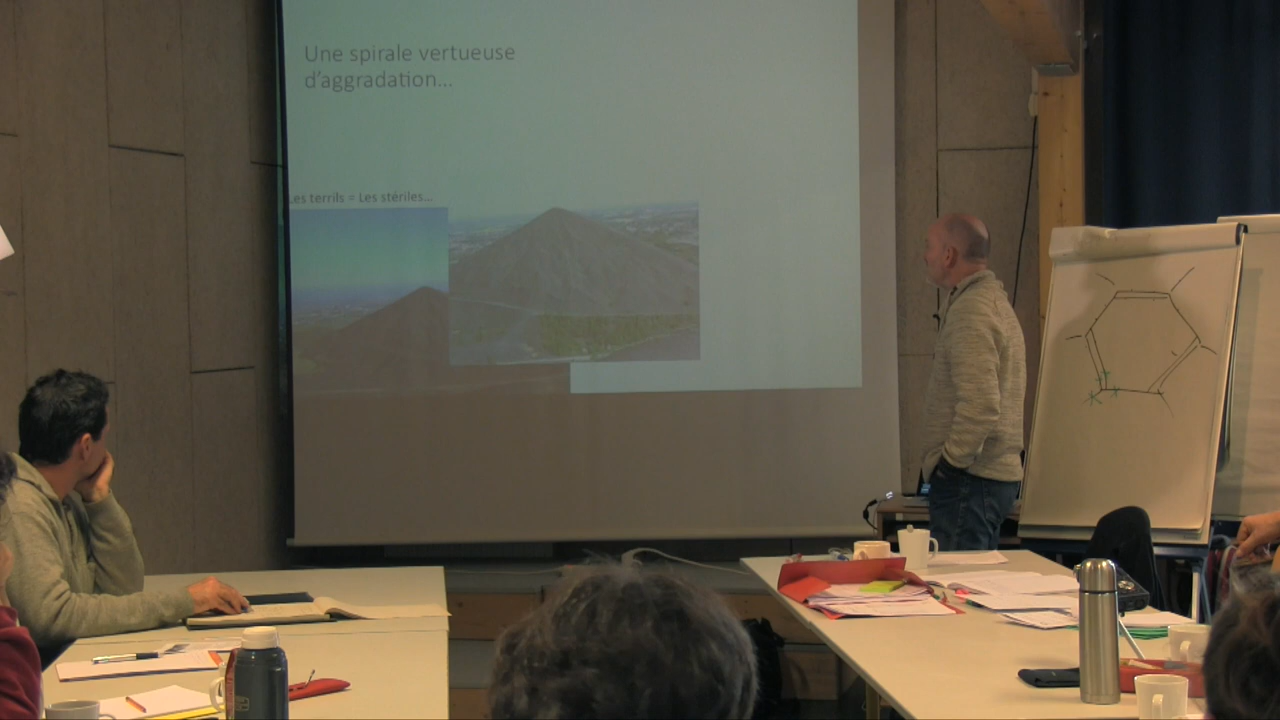 Une spirale vertueuse
d'aggradation...
Les terrils = Les stériles...